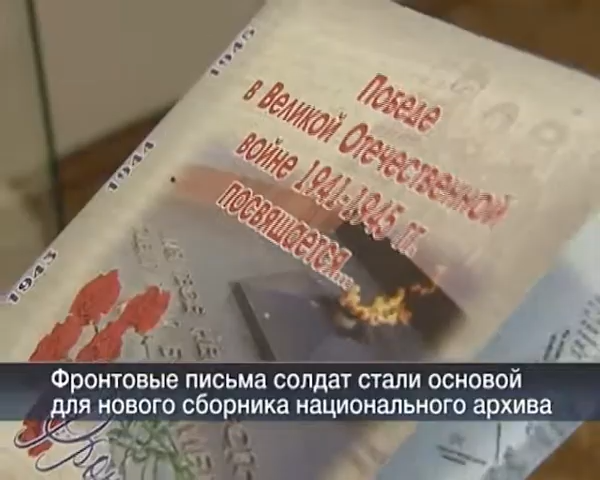 1945
1944
1943
Победе
в Великой Отечественной
войне 1941-1945 гг.
посвящается...
Фронтовые письма солдат стали основой
для нового сборника национального архива